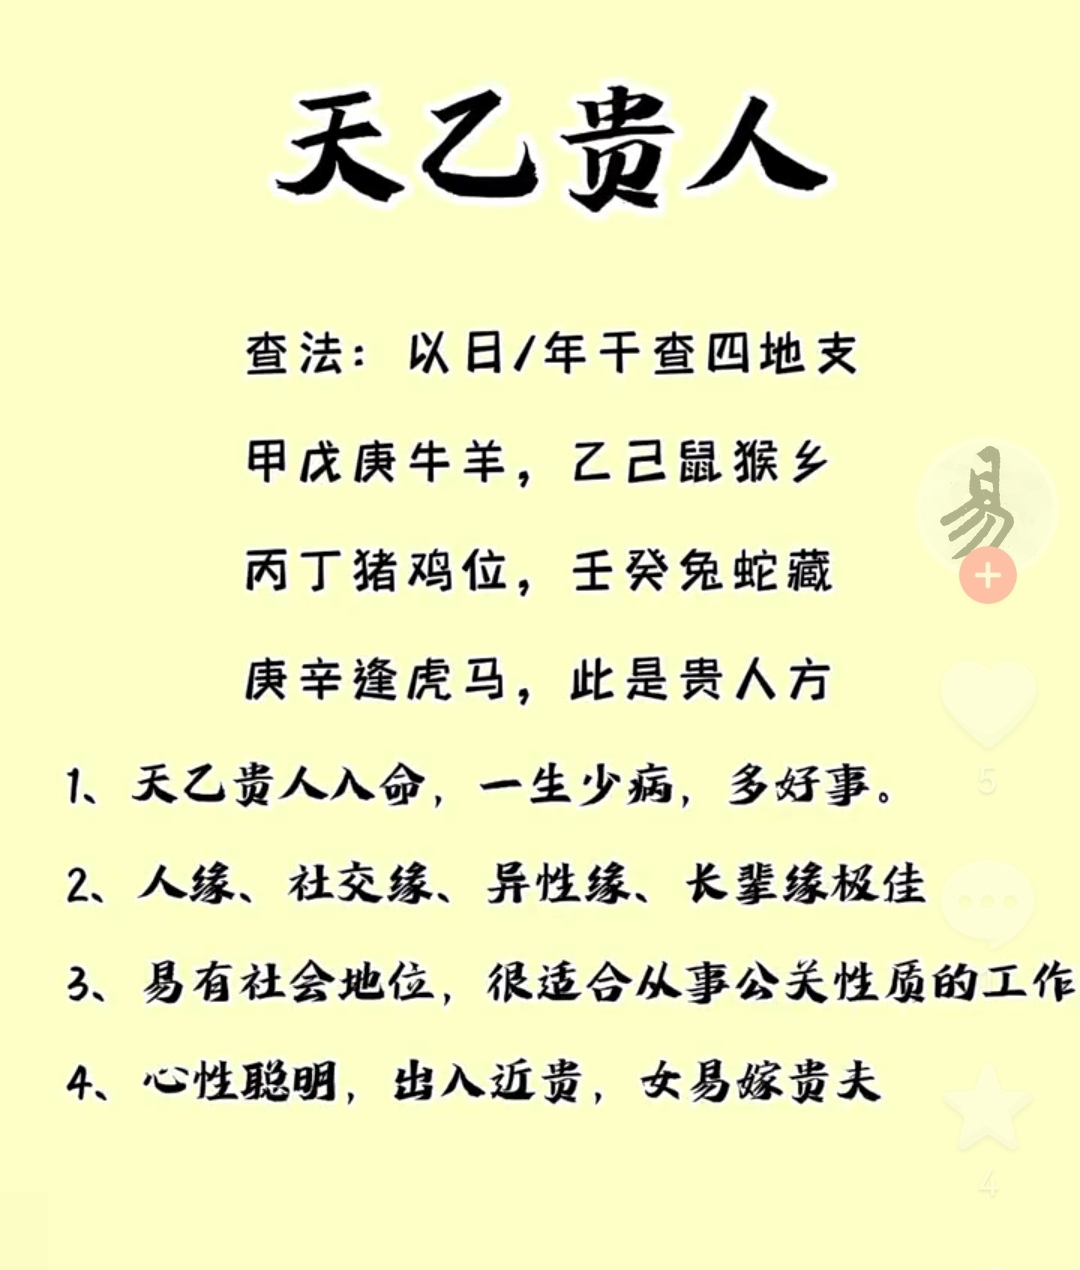 天乙贵人
查法：以日/年干查四地支
甲戊庚牛羊，乙己鼠猴乡
丙丁猪鸡位，壬癸兔蛇藏
庚辛逢虎马，此是贵人方
易
1、天乙贵人入命，一生少病，多好事。
5
2、人缘、社交缘、异性缘、长辈缘极佳
3、易有社会地位，很适合从事公关性质的工作
4、心性聪明，出入近贵，女易嫁贵夫
4